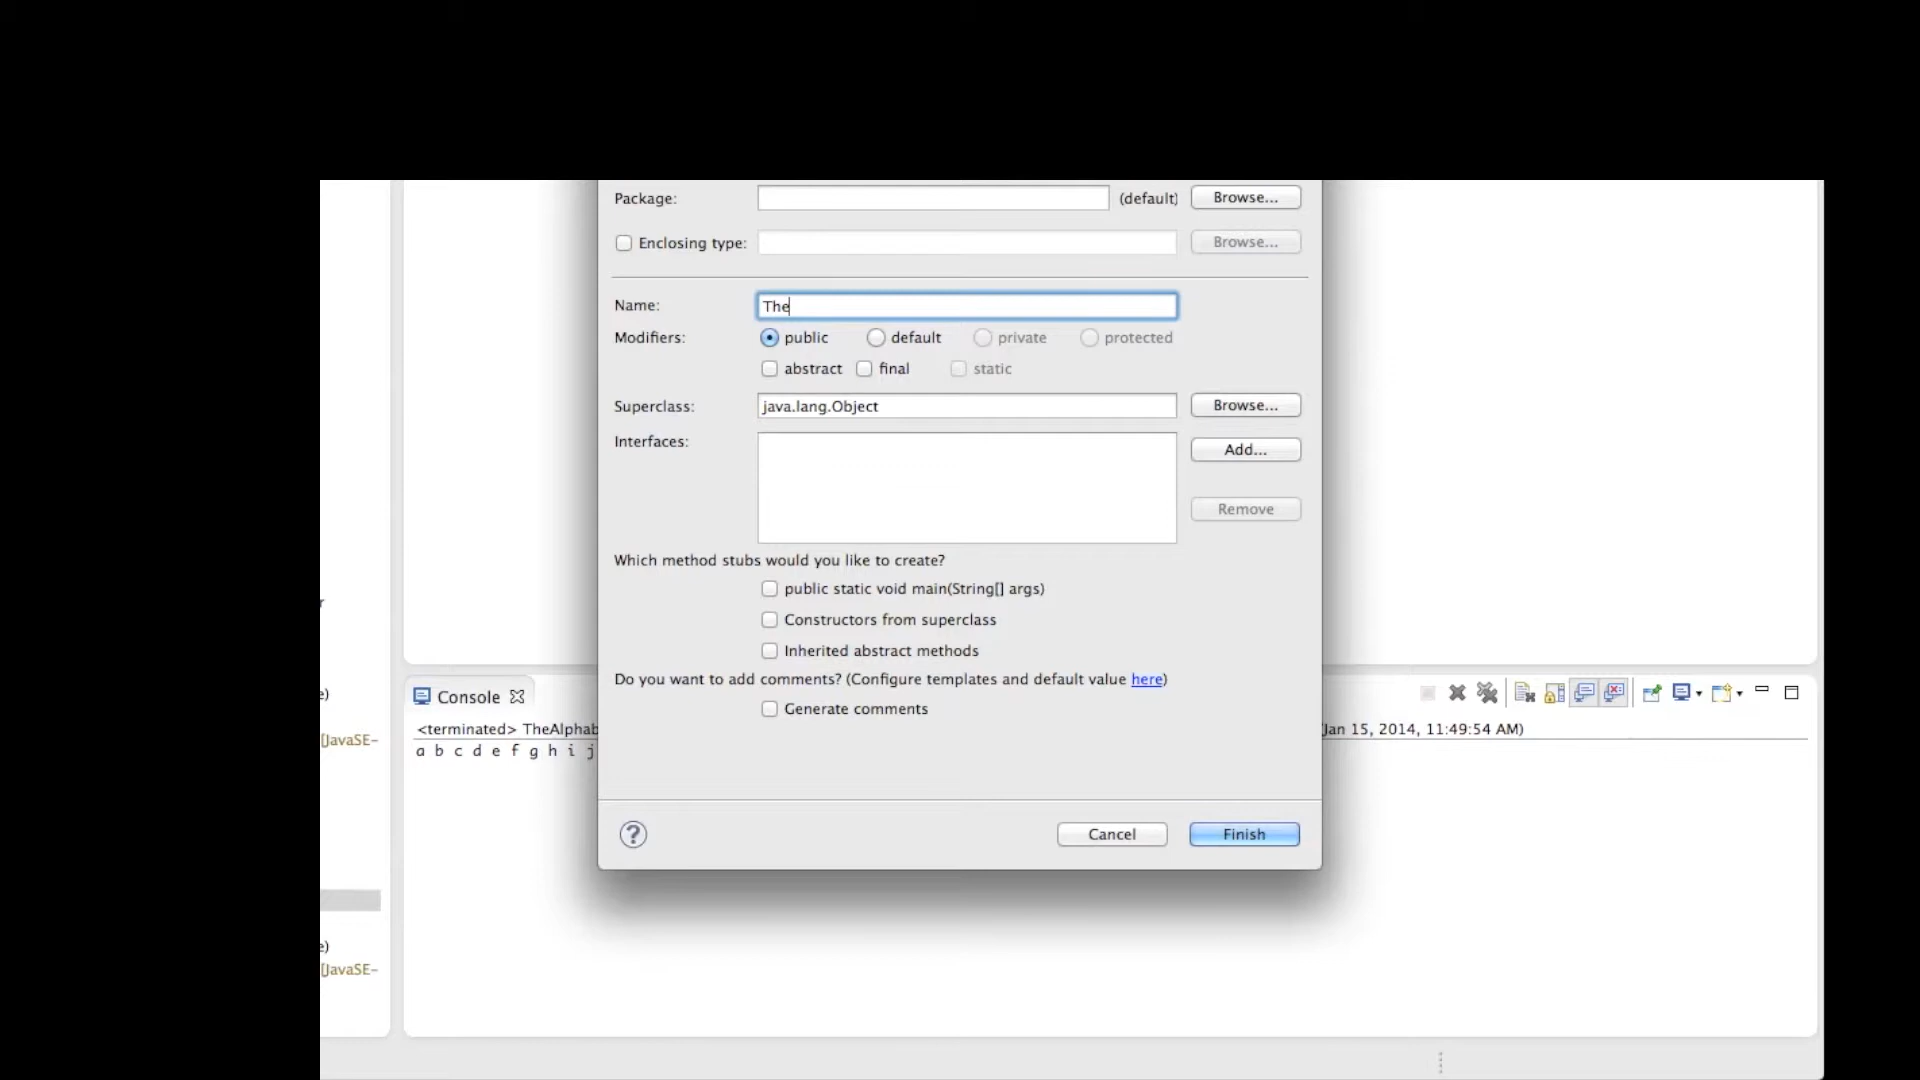 Package: (default) Browse...
Enclosing type: Browse...
Name: The
Modifiers: public default private protected
abstract final static
Superclass: java.lang.Object Browse...
Interfaces: Add...
Remove
Which method stubs would you like to create?
public static void main(String[] args)
r
Constructors from superclass
Inherited abstract methods
Do you want to add comments? (Configure templates and default value here)
e) Console
Generate comments
<terminated> TheAlphab Jan 15, 2014, 11:49:54 AM)
[JavaSE-
a b c d e f g h i j
? Cancel Finish
e)
[JavaSE-